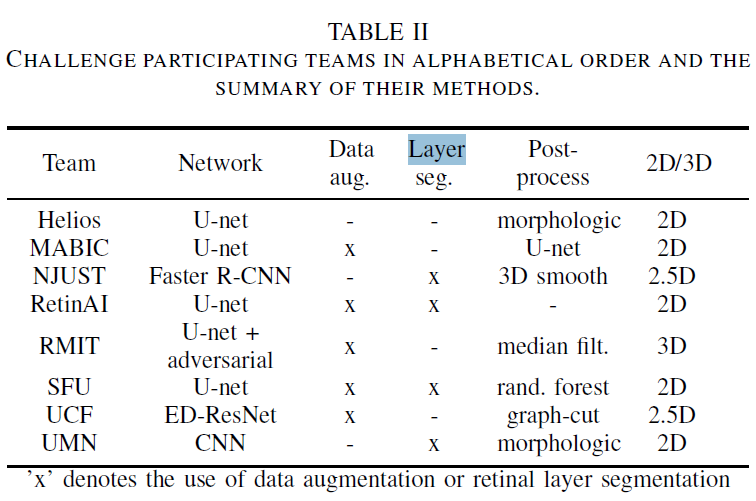 TABLE II
CHALLENGE PARTICIPATING TEAMS IN ALPHABETICAL ORDER AND THE
SUMMARY OF THEIR METHODS.
Team Network Data aug. Layer seg. Post-process 2D/3D
Helios U-net - - morphologic 2D
MABIC U-net x - U-net 2D
NJUST Faster R-CNN - x 3D smooth 2.5D
RetinAI U-net x x - 2D
RMIT U-net + adversarial x - median filt. 3D
SFU U-net x x rand. forest 2D
UCF ED-ResNet x - graph-cut 2.5D
UMN CNN - x morphologic 2D
'x' denotes the use of data augmentation or retinal layer segmentation